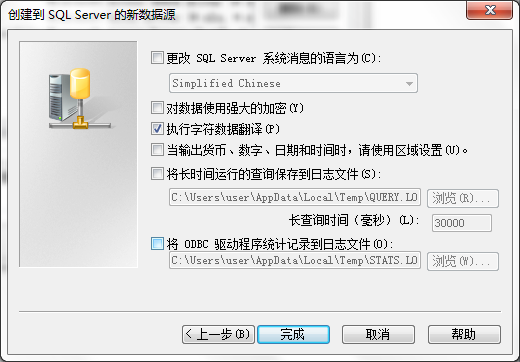 创建到 SQL Server 的新数据源
更改 SQL Server 系统消息的语言为(C):
Simplified Chinese
对数据使用强大的加密(Y)
执行字符数据翻译(P)
当输出货币、数字、日期和时间时，请使用区域设置(U)。
将长时间运行的查询保存到日志文件(S):
C:\Users\user\AppData\Local\Temp\QUERY.LO 浏览(R)...
长查询时间（毫秒）(L): 30000
将 ODBC 驱动程序统计记录到日志文件(O):
C:\Users\user\AppData\Local\Temp\STATS.LO 浏览(W)...
< 上一步(B) 完成 取消 帮助